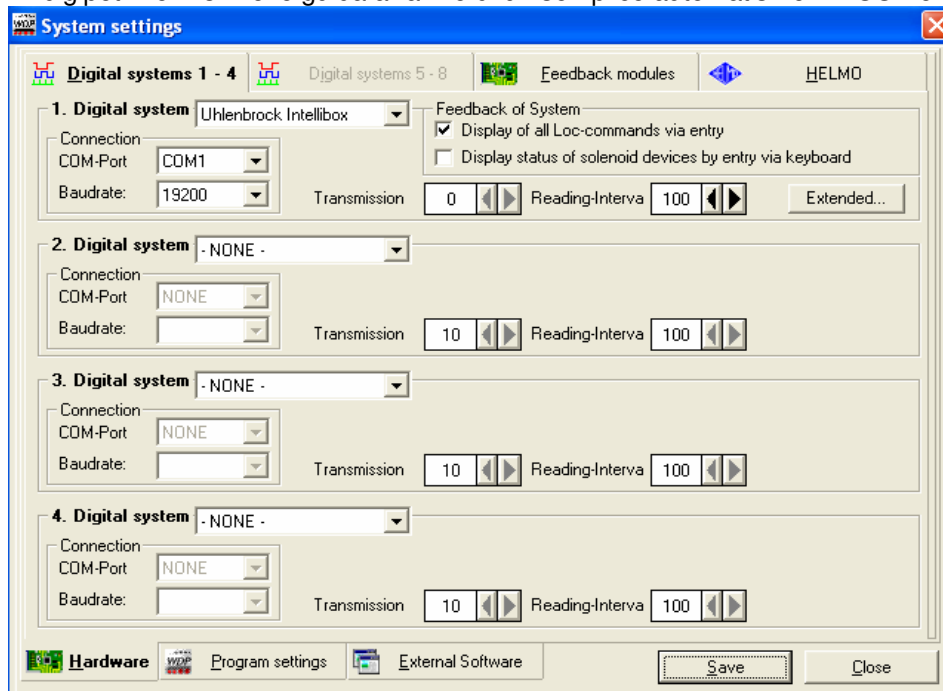 System settings
Digital systems 1 - 4 Digital systems 5 - 8 Feedback modules HELMO
1. Digital system Uhlenbrock Intellibox
Feedback of System
Display of all Loc-commands via entry
Display status of solenoid devices by entry via keyboard
Connection
COM-Port COM1
Baudrate: 19200
Transmission 0 Reading-Interva 100 Extended...
2. Digital system - NONE -
Connection
COM-Port NONE
Baudrate:
Transmission 10 Reading-Interva 100
3. Digital system - NONE -
Connection
COM-Port NONE
Baudrate:
Transmission 10 Reading-Interva 100
4. Digital system - NONE -
Connection
COM-Port NONE
Baudrate:
Transmission 10 Reading-Interva 100
Hardware WDP Program settings External Software Save Close